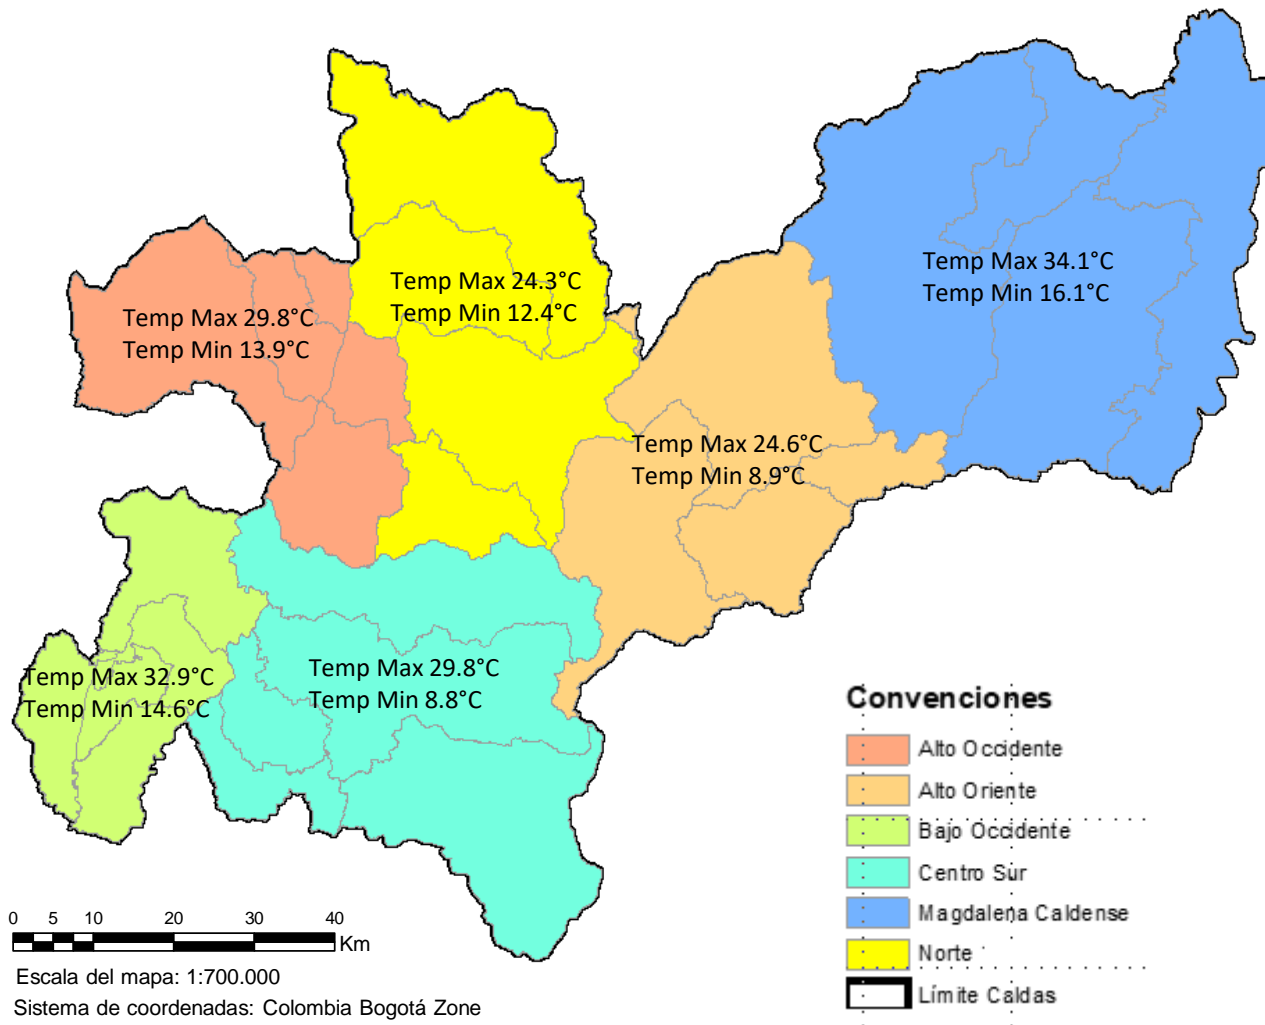 Temp Max 34.1°C
Temp Min 16.1°C
Temp Max 24.3°C
Temp Min 12.4°C
Temp Max 29.8°C
Temp Min 13.9°C
Temp Max 24.6°C
Temp Min 8.9°C
Temp Max 32.9°C
Temp Min 14.6°C
Temp Max 29.8°C
Temp Min 8.8°C
Convenciones
Alto Occidente
Alto Oriente
Bajo Occidente
Centro Sur
Magdalena Caldense
Norte
Límite Caldas
0 5 10 20 30 40
Km
Escala del mapa: 1:700.000
Sistema de coordenadas: Colombia Bogotá Zone